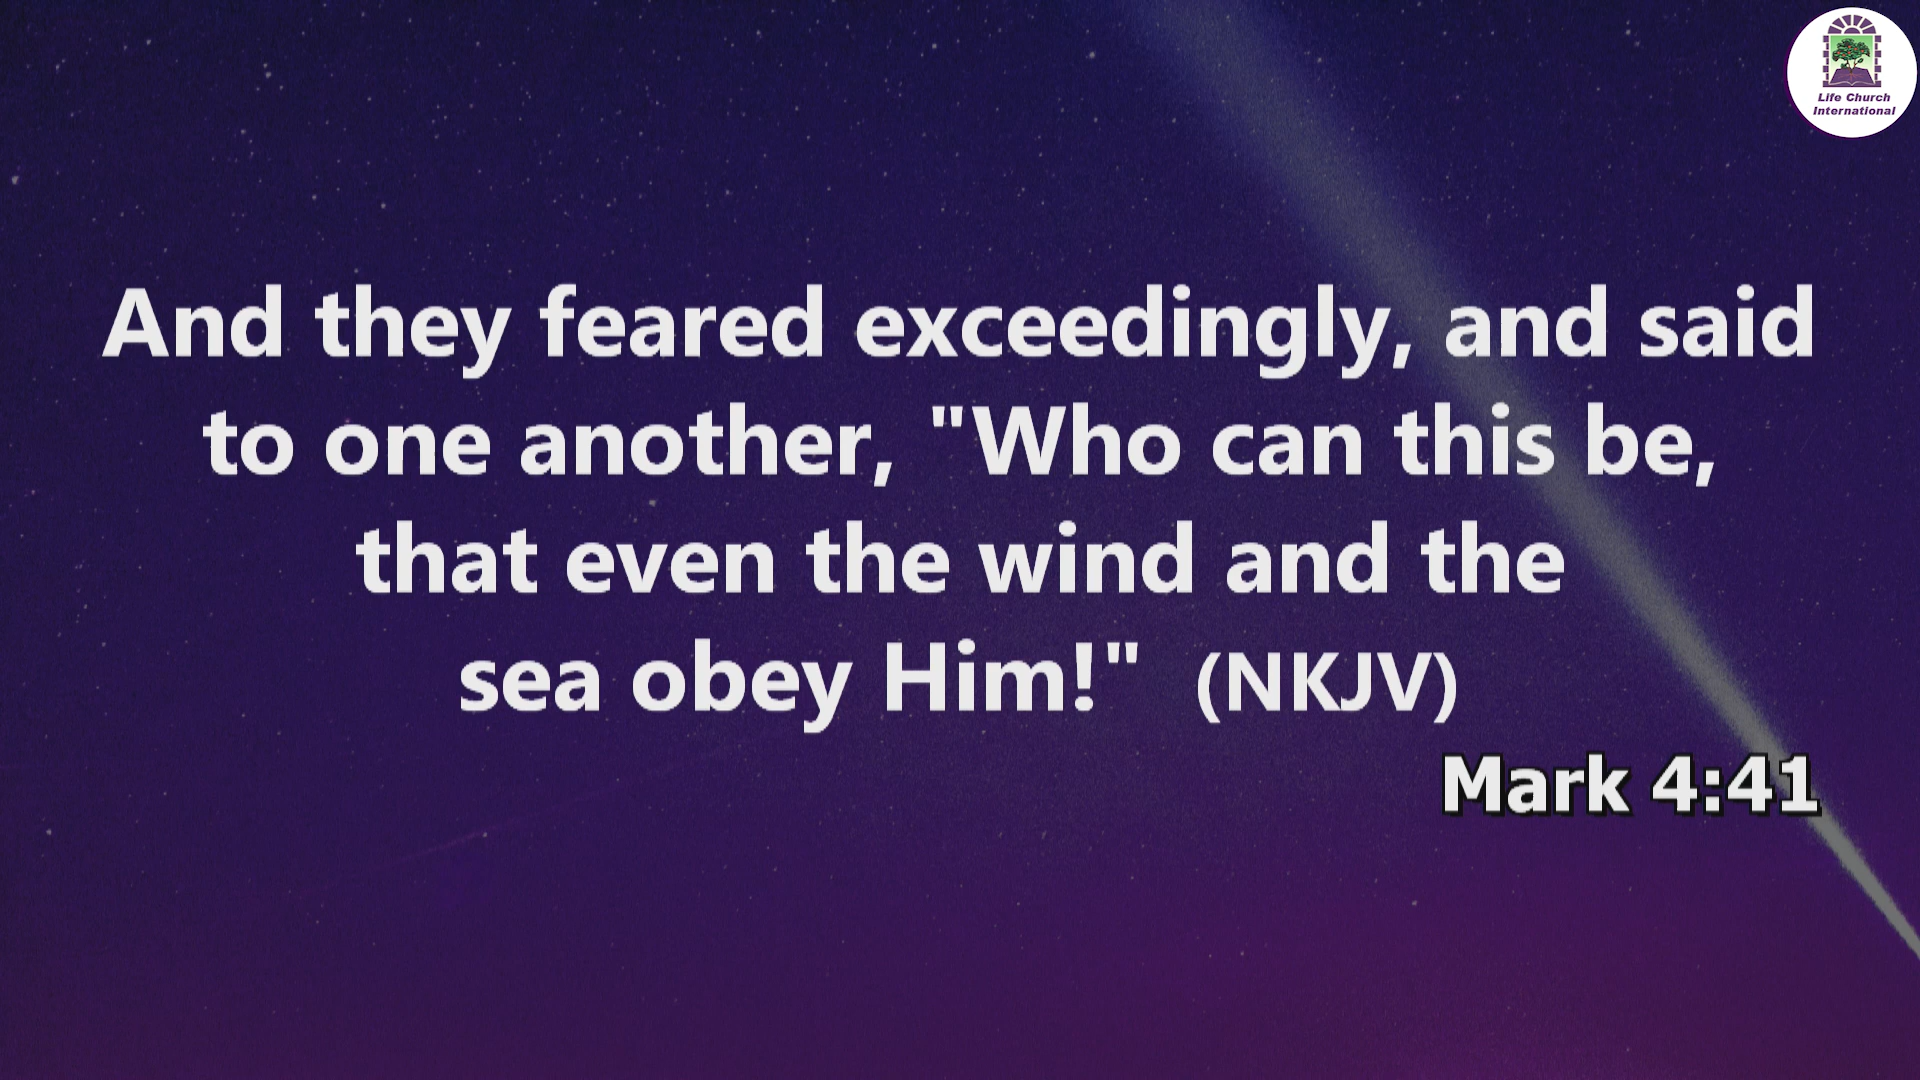 Life Church
International
And they feared exceedingly, and said
to one another, "Who can this be,
that even the wind and the
sea obey Him!" (NKJV)
Mark 4:41